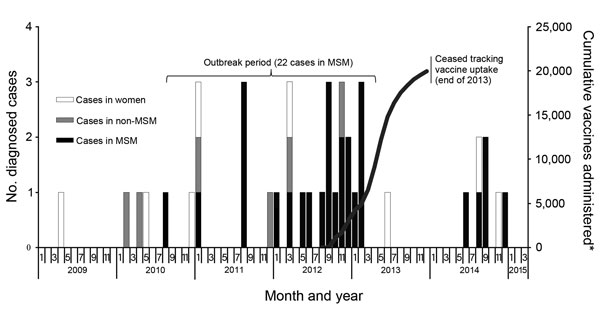 4
3
2
1
0
No. diagnosed cases
Outbreak period (22 cases in MSM)
Cases in women
Cases in non-MSM
Cases in MSM
Ceased tracking
vaccine uptake
(end of 2013)
25,000
20,000
15,000
10,000
5,000
0
Cumulative vaccines administered*
1 3 5 7 9 11 1 3 5 7 9 11 1 3 5 7 9 11 1 3 5 7 9 11 1 3 5 7 9 11 1 3 5 7 9 11 1 3
2009 2010 2011 2012 2013 2014 2015
Month and year